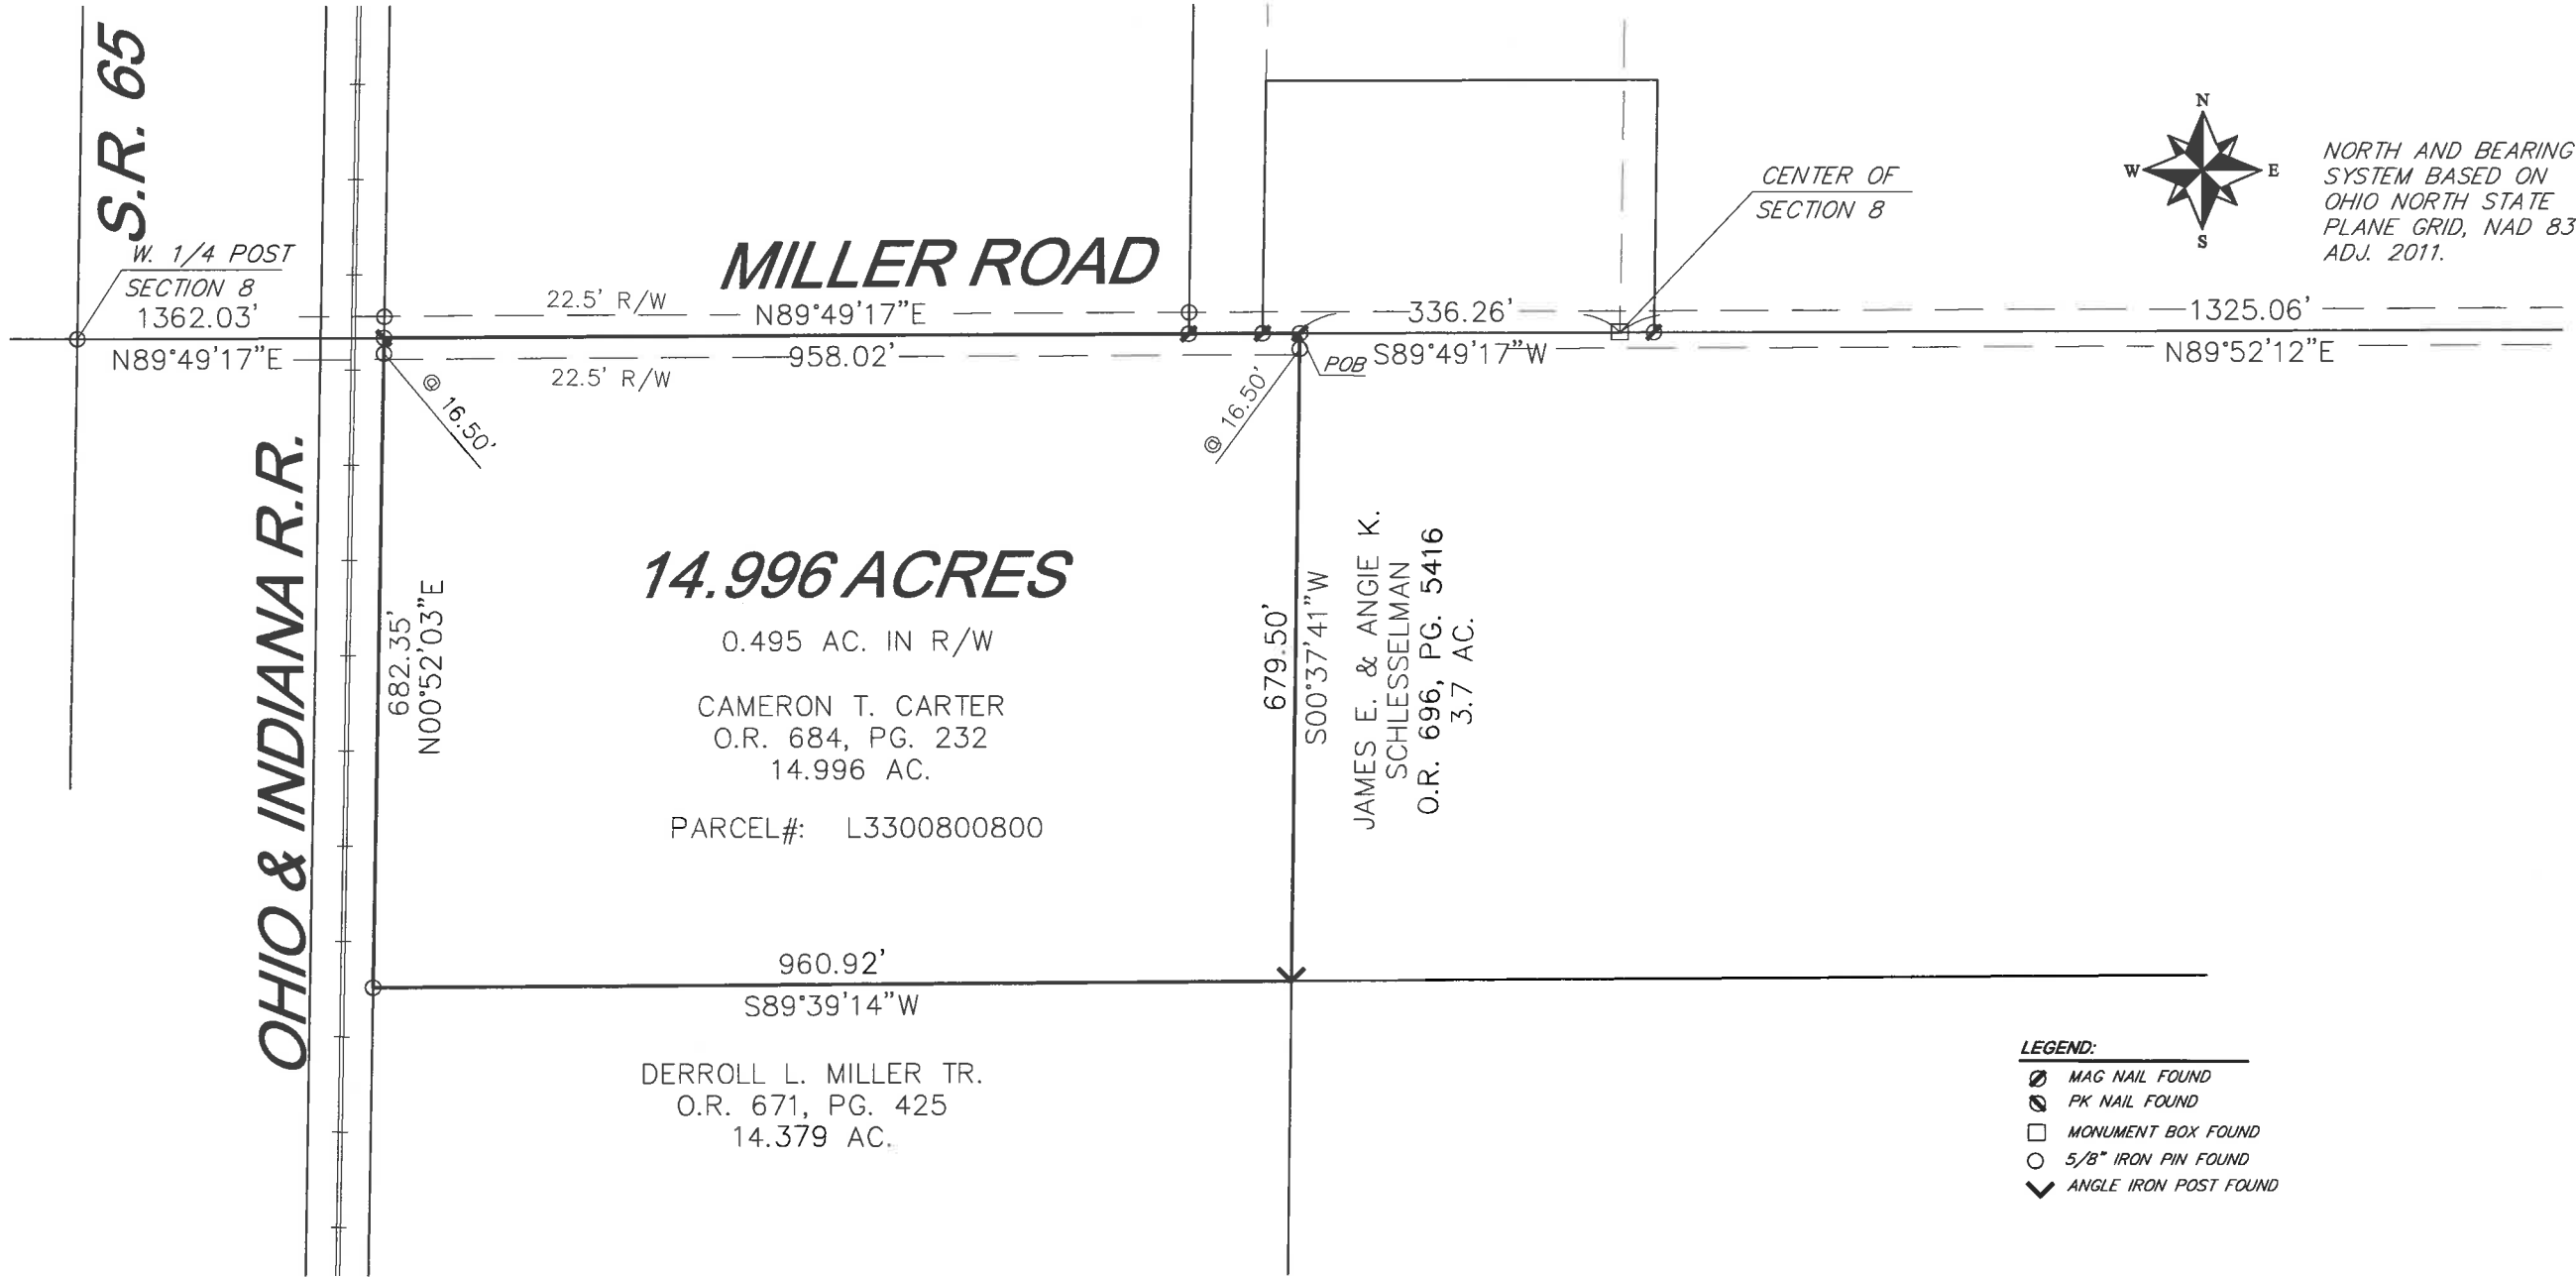 S.R. 65
W. 1/4 POST
SECTION 8
1362.03'
N89°49'17"E
22.5' R/W
MILLER ROAD
N89°49'17"E
958.02'
22.5' R/W
@ 16.50'
@ 16.50'
POB
336.26'
S89°49'17"W
CENTER OF
SECTION 8
1325.06'
N89°52'12"E
N
W
E
S
NORTH AND BEARING
SYSTEM BASED ON
OHIO NORTH STATE
PLANE GRID, NAD 83
ADJ. 2011.
OHIO & INDIANA R.R.
682.35'
N00°52'03"E
14.996 ACRES
0.495 AC. IN R/W
CAMERON T. CARTER
O.R. 684, PG. 232
14.996 AC.
PARCEL#: L3300800800
679.50'
S00°37'41"W
JAMES E. & ANGIE K.
SCHLESSELMAN
O.R. 696, PG. 5416
3.7 AC.
960.92'
S89°39'14"W
DERROLL L. MILLER TR.
O.R. 671, PG. 425
14.379 AC.
LEGEND:
MAG NAIL FOUND
PK NAIL FOUND
MONUMENT BOX FOUND
5/8" IRON PIN FOUND
ANGLE IRON POST FOUND